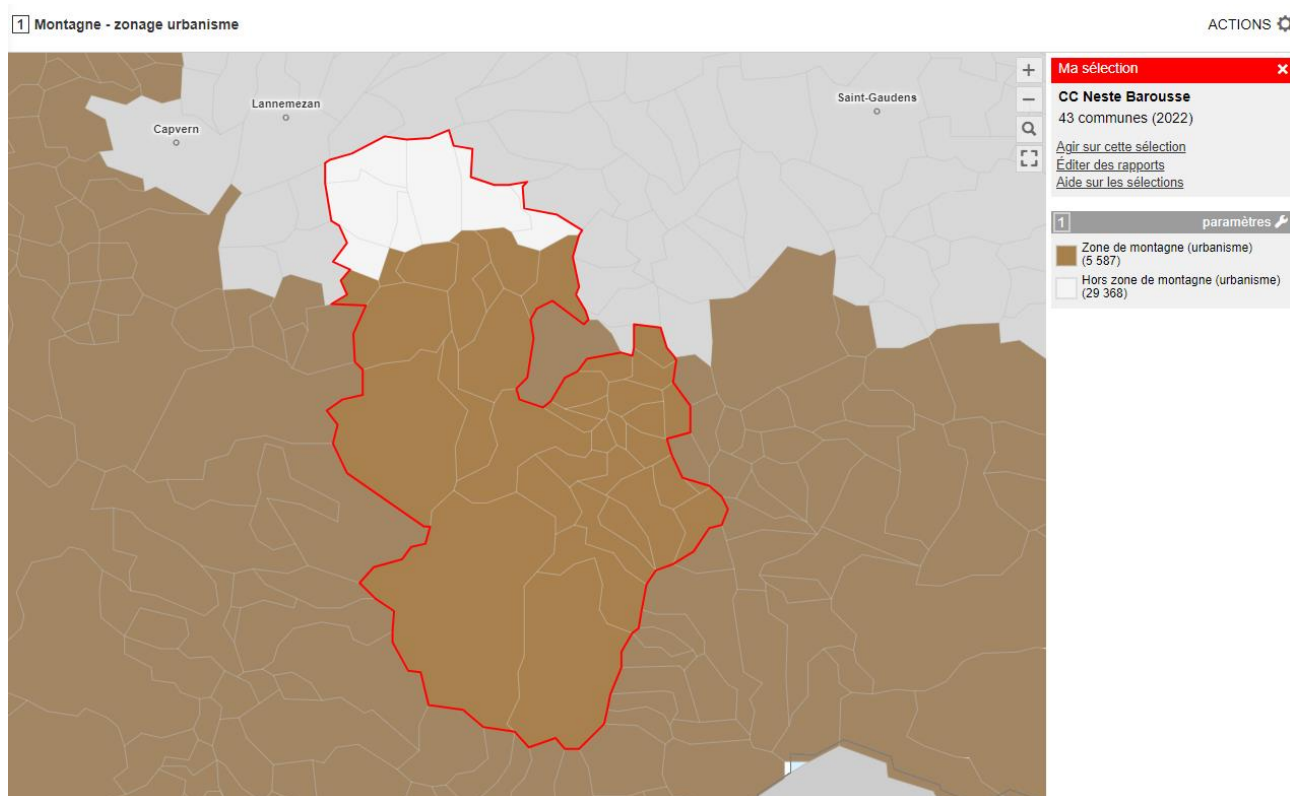 1 Montagne - zonage urbanisme
ACTIONS
Lannemezan
Capvern
Saint-Gaudens
+
−
Ma sélection ×
CC Neste Barousse
43 communes (2022)
Agir sur cette sélection
Éditer des rapports
Aide sur les sélections
1 paramètres
Zone de montagne (urbanisme)
(5 587)
Hors zone de montagne (urbanisme)
(29 368)